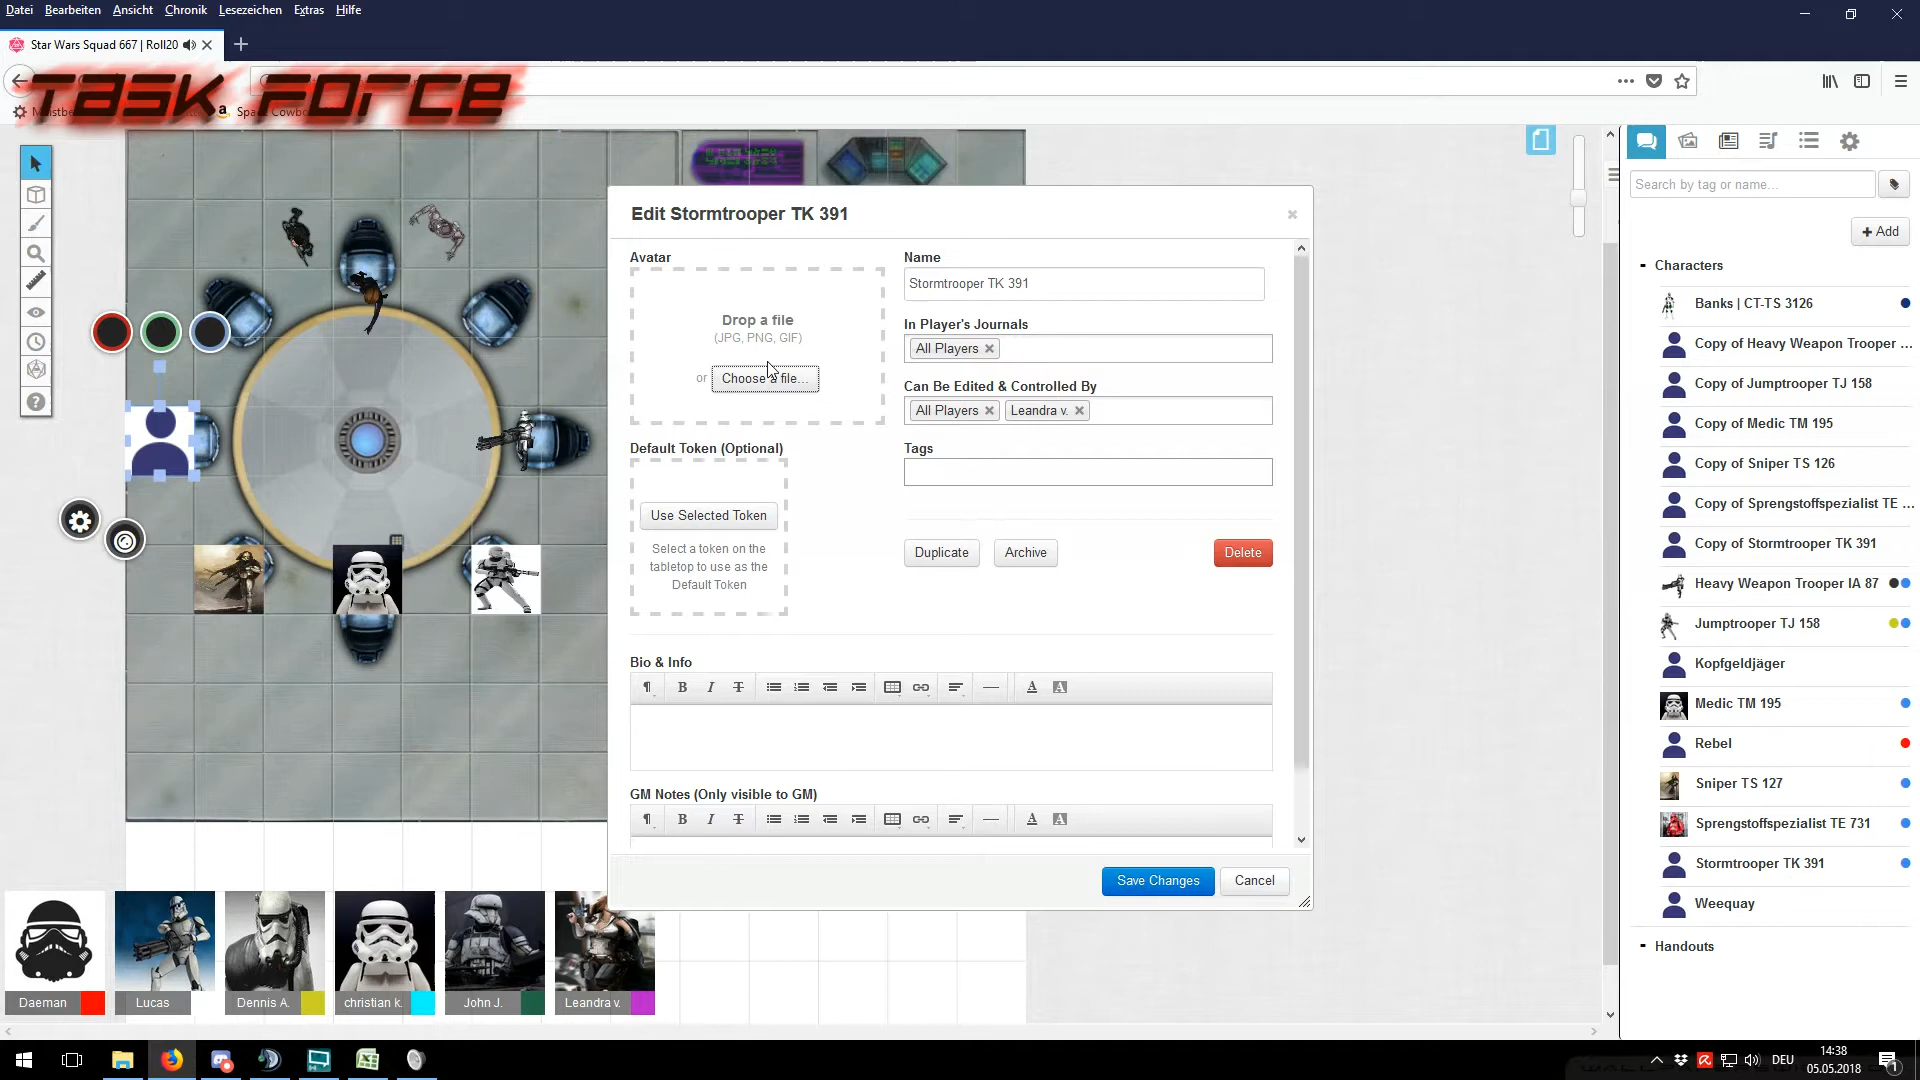 Datei Bearbeiten Ansicht Chronik Lesezeichen Extras Hilfe
Star Wars Squad 667 | Roll20
TASK FORCE
Search by tag or name...
+ Add
Characters
Banks | CT-TS 3126
Copy of Heavy Weapon Trooper ...
Copy of Jumptrooper TJ 158
Copy of Medic TM 195
Copy of Sniper TS 126
Copy of Sprengstoffspezialist TE ...
Copy of Stormtrooper TK 391
Heavy Weapon Trooper IA 87
Jumptrooper TJ 158
Kopfgeldjäger
Medic TM 195
Rebel
Sniper TS 127
Sprengstoffspezialist TE 731
Stormtrooper TK 391
Weequay
Handouts
Edit Stormtrooper TK 391
Avatar
Drop a file
(JPG, PNG, GIF)
or Choose a file...
Default Token (Optional)
Use Selected Token
Select a token on the
tabletop to use as the
Default Token
Name
Stormtrooper TK 391
In Player's Journals
All Players
Can Be Edited & Controlled By
All Players Leandra v.
Tags
Duplicate Archive Delete
Bio & Info
GM Notes (Only visible to GM)
Save Changes Cancel
Daeman Lucas Dennis A. christian k. John J. Leandra v.
DEU
14:38
05.05.2018